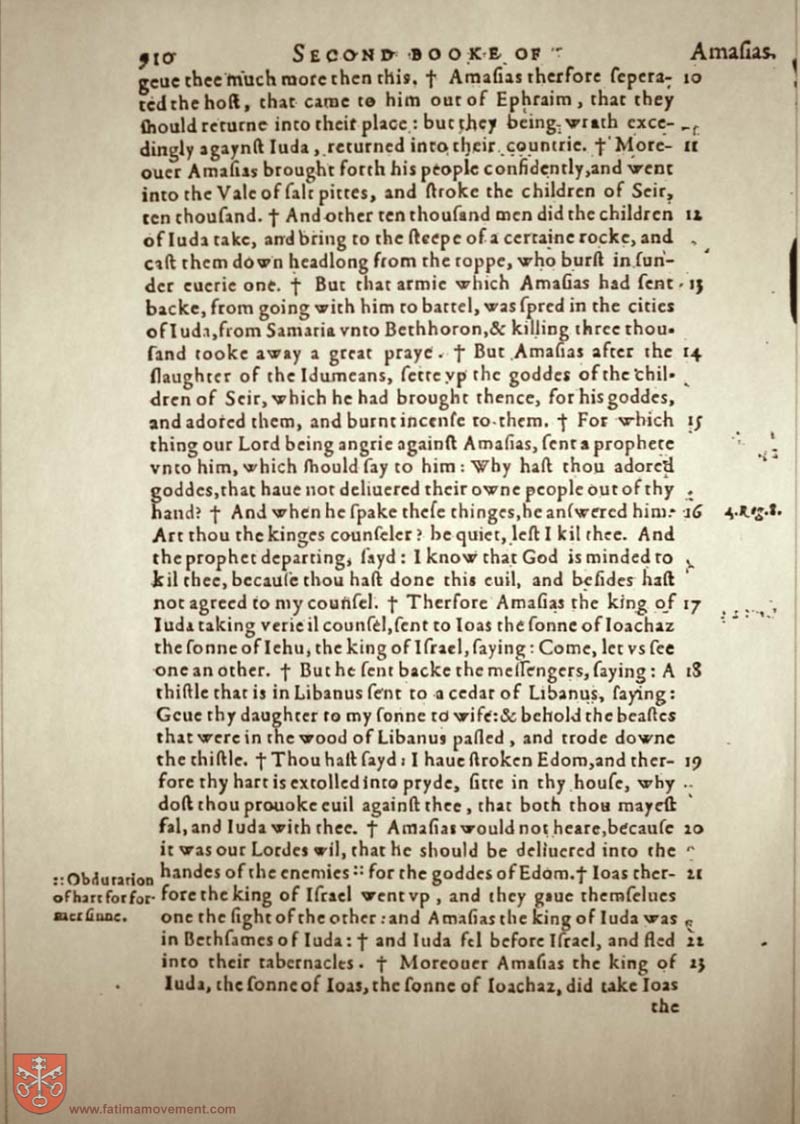 910 SECOND BOOKE OF Amaſias.
geue thee much more then this. † Amaſias therfore ſepera- 10
ted the hoſt, that came to him out of Ephraim, that they
ſhould returne into their place: but they being wrath exce-
dingly agaynſt Iuda, returned into their countrie. † More- 11
ouer Amaſias brought forth his people confidently, and went
into the Vale of ſalt pittes, and ſtroke the children of Seir,
ten thouſand. † And other ten thouſand men did the children 12
of Iuda take, and bring to the ſteepe of a certaine rocke, and
caſt them down headlong from the toppe, who burſt in ſun-
der euerie one. † But that armie which Amaſias had ſent 13
backe, from going with him to battel, was ſpred in the cities
of Iuda, from Samaria vnto Bethhoron, & killing three thou-
ſand tooke away a great praye. † But Amaſias after the 14
ſlaughter of the Idumeans, ſette vp the goddes of the chil-
dren of Seir, which he had brought thence, for his goddes,
and adored them, and burnt incenſe to them. † For which 15
thing our Lord being angrie againſt Amaſias, ſent a prophete
vnto him, which ſhould ſay to him: Why haſt thou adored
goddes, that haue not deliuered their owne people out of thy
hand? † And when he ſpake theſe thinges, he anſwered him: 16 4. Reg. 8.
Art thou the kinges counſeler? be quiet, leſt I kil thee. And
the prophet departing, ſayd: I know that God is minded to
kil thee, becauſe thou haſt done this euil, and beſides haſt
not agreed to my counſel. † Therfore Amaſias the king of 17
Iuda taking verie il counſel, ſent to Ioas the ſonne of Ioachaz
the ſonne of Iehu, the king of Iſrael, ſaying: Come, let vs ſee
one an other. † But he ſent backe the meſſengers, ſaying: A 18
thiſtle that is in Libanus ſent to a cedar of Libanus, ſaying:
Geue thy daughter to my ſonne to wife: & behold the beaſtes
that were in the wood of Libanus paſſed, and trode downe
the thiſtle. † Thou haſt ſayd: I haue ſtroken Edom, and ther- 19
fore thy hart is extolled into pryde, ſitte in thy houſe, why
doſt thou prouoke euil againſt thee, that both thou mayeſt
fal, and Iuda with thee. † Amaſias would not heare, becauſe 20
it was our Lordes wil, that he ſhould be deliuered into the
handes of the enemies :: for the goddes of Edom. † Ioas ther- 21
:: Obduration
of hart for for-
mer ſinne.
fore the king of Iſrael went vp, and they gaue themſelues
one the ſight of the other: and Amaſias the king of Iuda was
in Bethſames of Iuda: † and Iuda fel before Iſrael, and fled 22
into their tabernacles. † Moreouer Amaſias the king of 23
Iuda, the ſonne of Ioas, the ſonne of Ioachaz, did take Ioas
the
www.fatimamovement.com